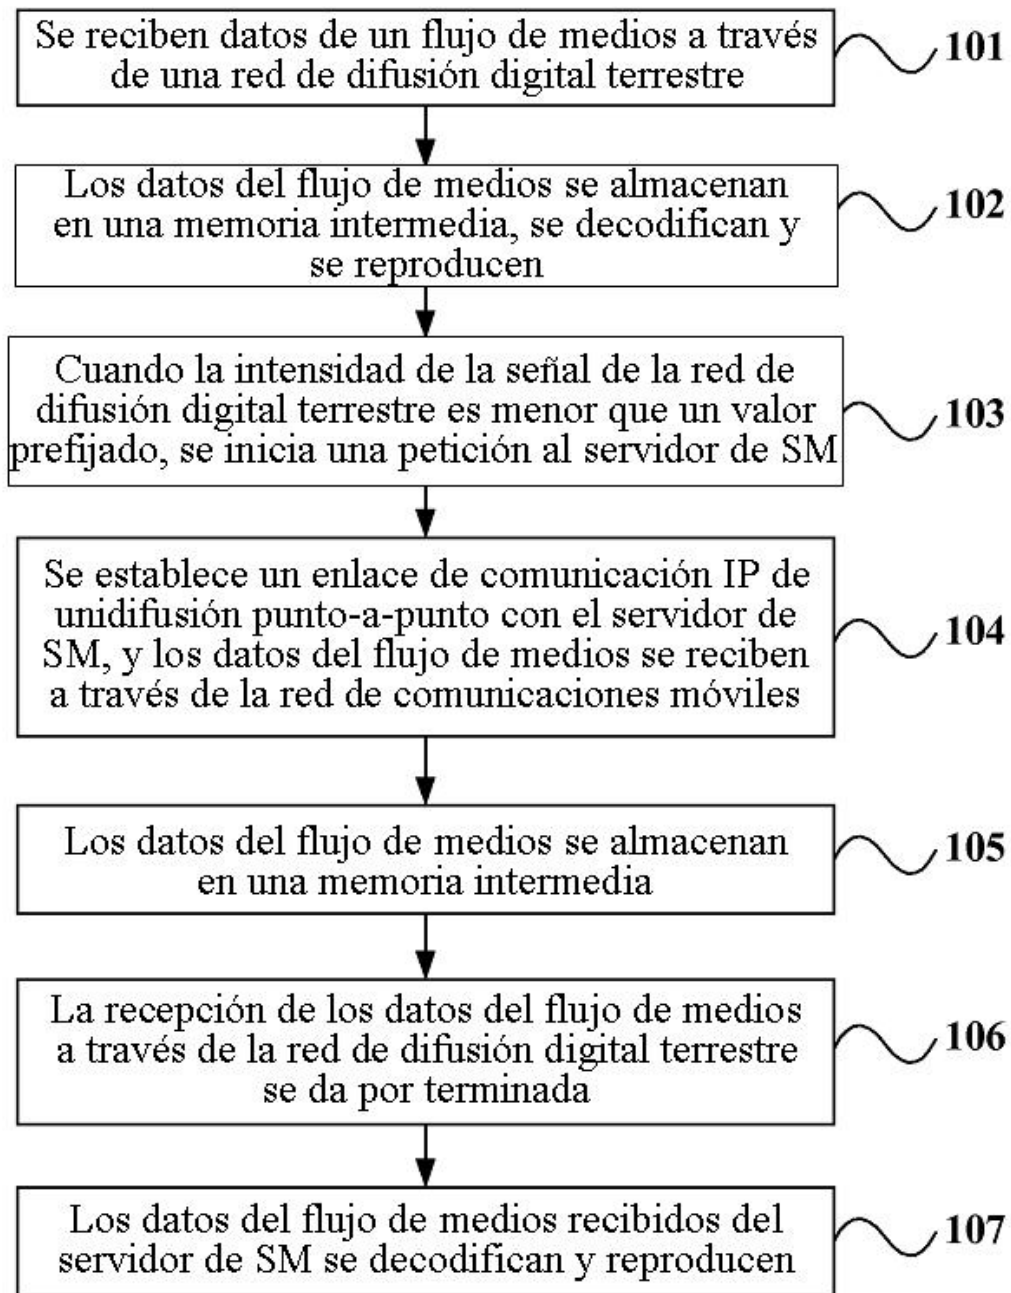 Se reciben datos de un flujo de medios a través
de una red de difusión digital terrestre
101
Los datos del flujo de medios se almacenan
en una memoria intermedia, se decodifican y
se reproducen
102
Cuando la intensidad de la señal de la red de
difusión digital terrestre es menor que un valor
prefijado, se inicia una petición al servidor de SM
103
Se establece un enlace de comunicación IP de
unidifusión punto-a-punto con el servidor de
SM, y los datos del flujo de medios se reciben
a través de la red de comunicaciones móviles
104
Los datos del flujo de medios se almacenan
en una memoria intermedia
105
La recepción de los datos del flujo de medios
a través de la red de difusión digital terrestre
se da por terminada
106
Los datos del flujo de medios recibidos del
servidor de SM se decodifican y reproducen
107